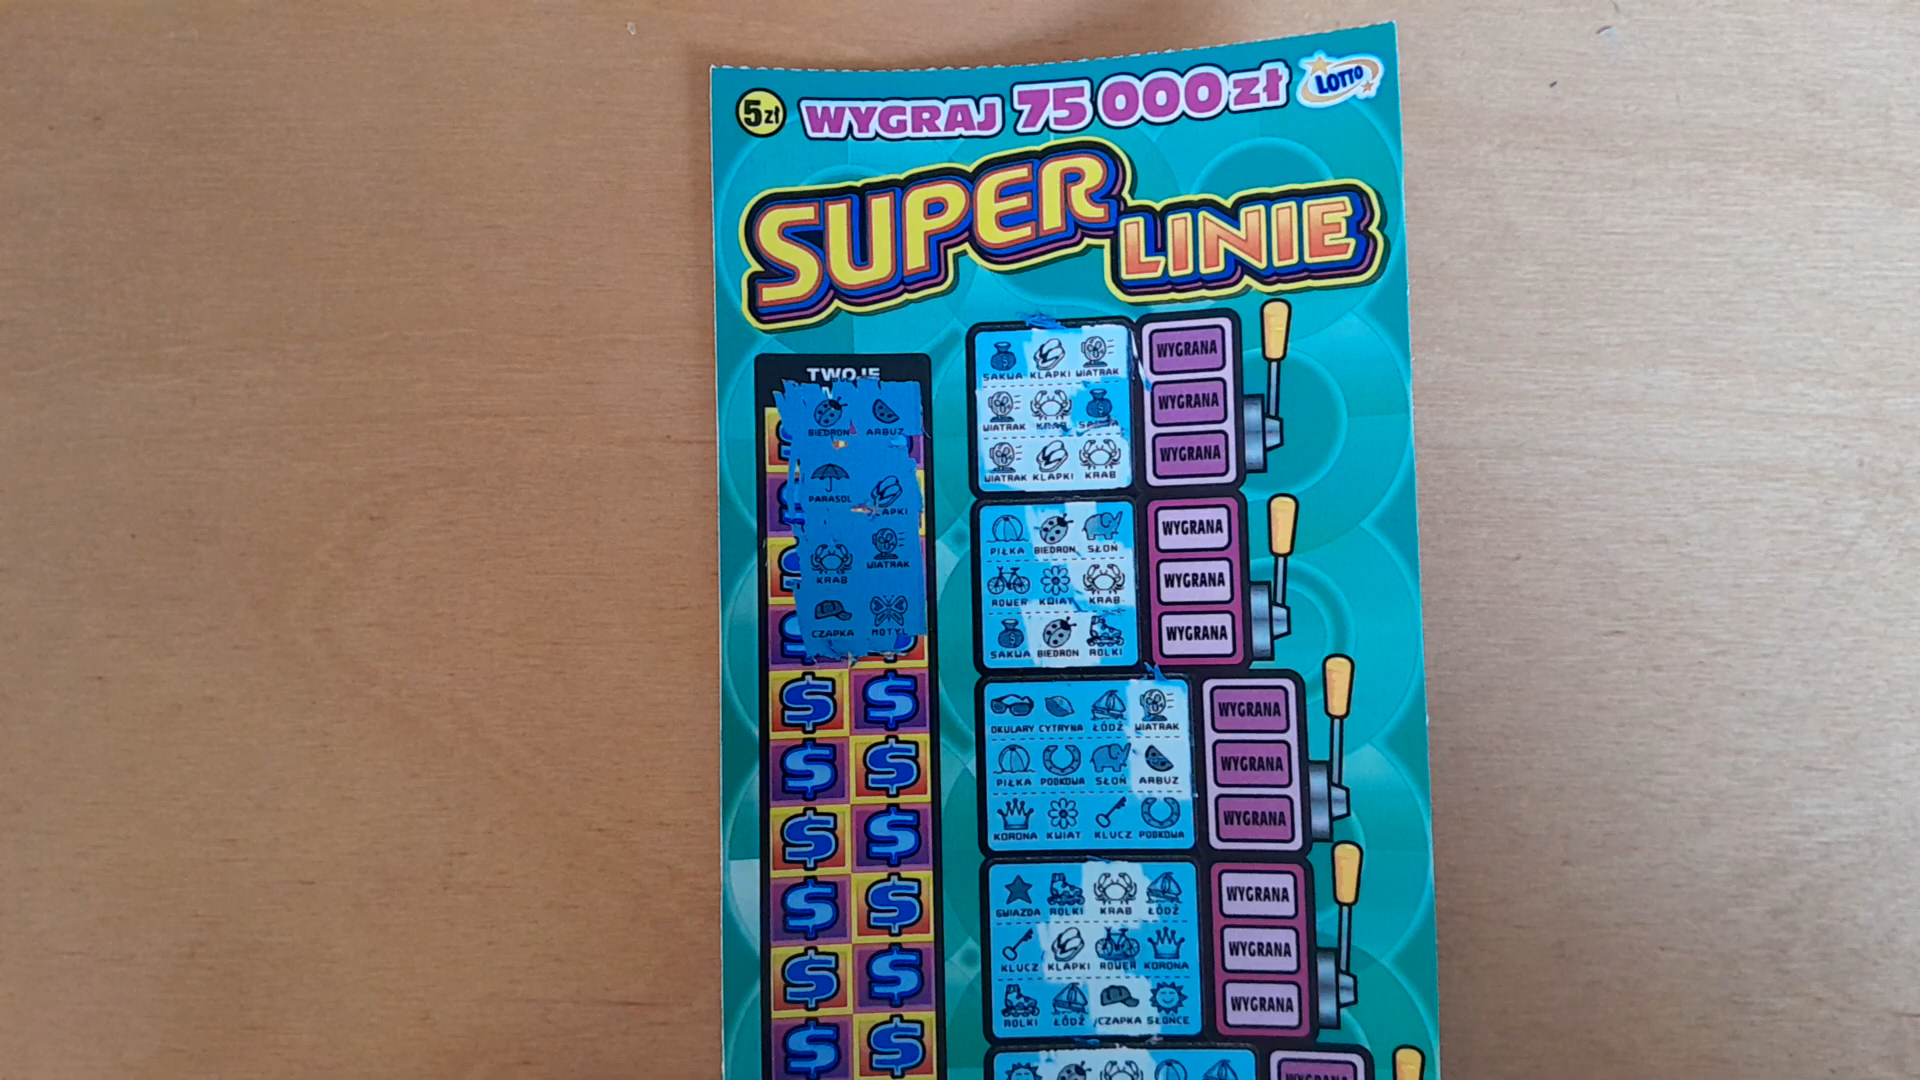 5zł
WYGRAJ 75 000 zł
LOTTO
SUPER
LINIE
TWOJE
BIEDRON ARBUZ
PARASOL
KRAB WIATRAK
CZAPKA MOTYL
SAKWA KLAPKI WIATRAK
WIATRAK KRAB SAKWA
WIATRAK KLAPKI KRAB
WYGRANA
WYGRANA
WYGRANA
PIŁKA BIEDRON SŁOŃ
ROWER KWIAT KRAB
SAKWA BIEDRON ROLKI
WYGRANA
WYGRANA
WYGRANA
OKULARY CYTRYNA ŁÓDŹ WIATRAK
PIŁKA PODKOWA SŁOŃ ARBUZ
KORONA KWIAT KLUCZ PODKOWA
WYGRANA
WYGRANA
WYGRANA
GWIAZDA ROLKI KRAB ŁÓDŹ
KLUCZ KLAPKI ROWER KORONA
ROLKI ŁÓDŹ CZAPKA SŁOŃCE
WYGRANA
WYGRANA
WYGRANA
WYGRANA